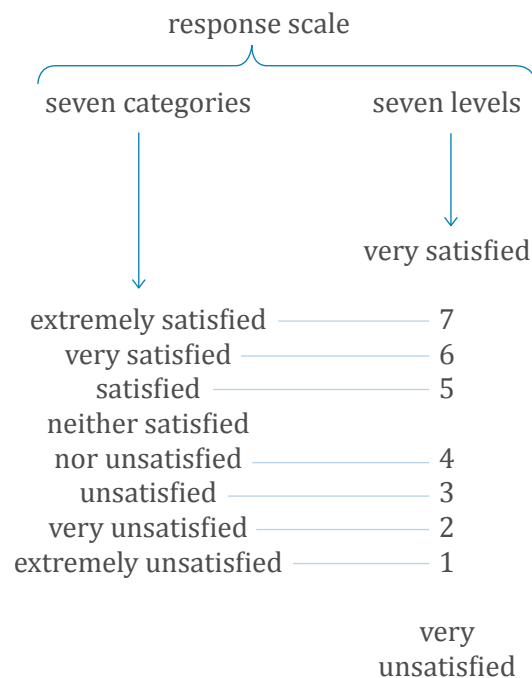 response scale
seven categories seven levels
very satisfied
extremely satisfied 7
very satisfied 6
satisfied 5
neither satisfied
nor unsatisfied 4
unsatisfied 3
very unsatisfied 2
extremely unsatisfied 1
very
unsatisfied